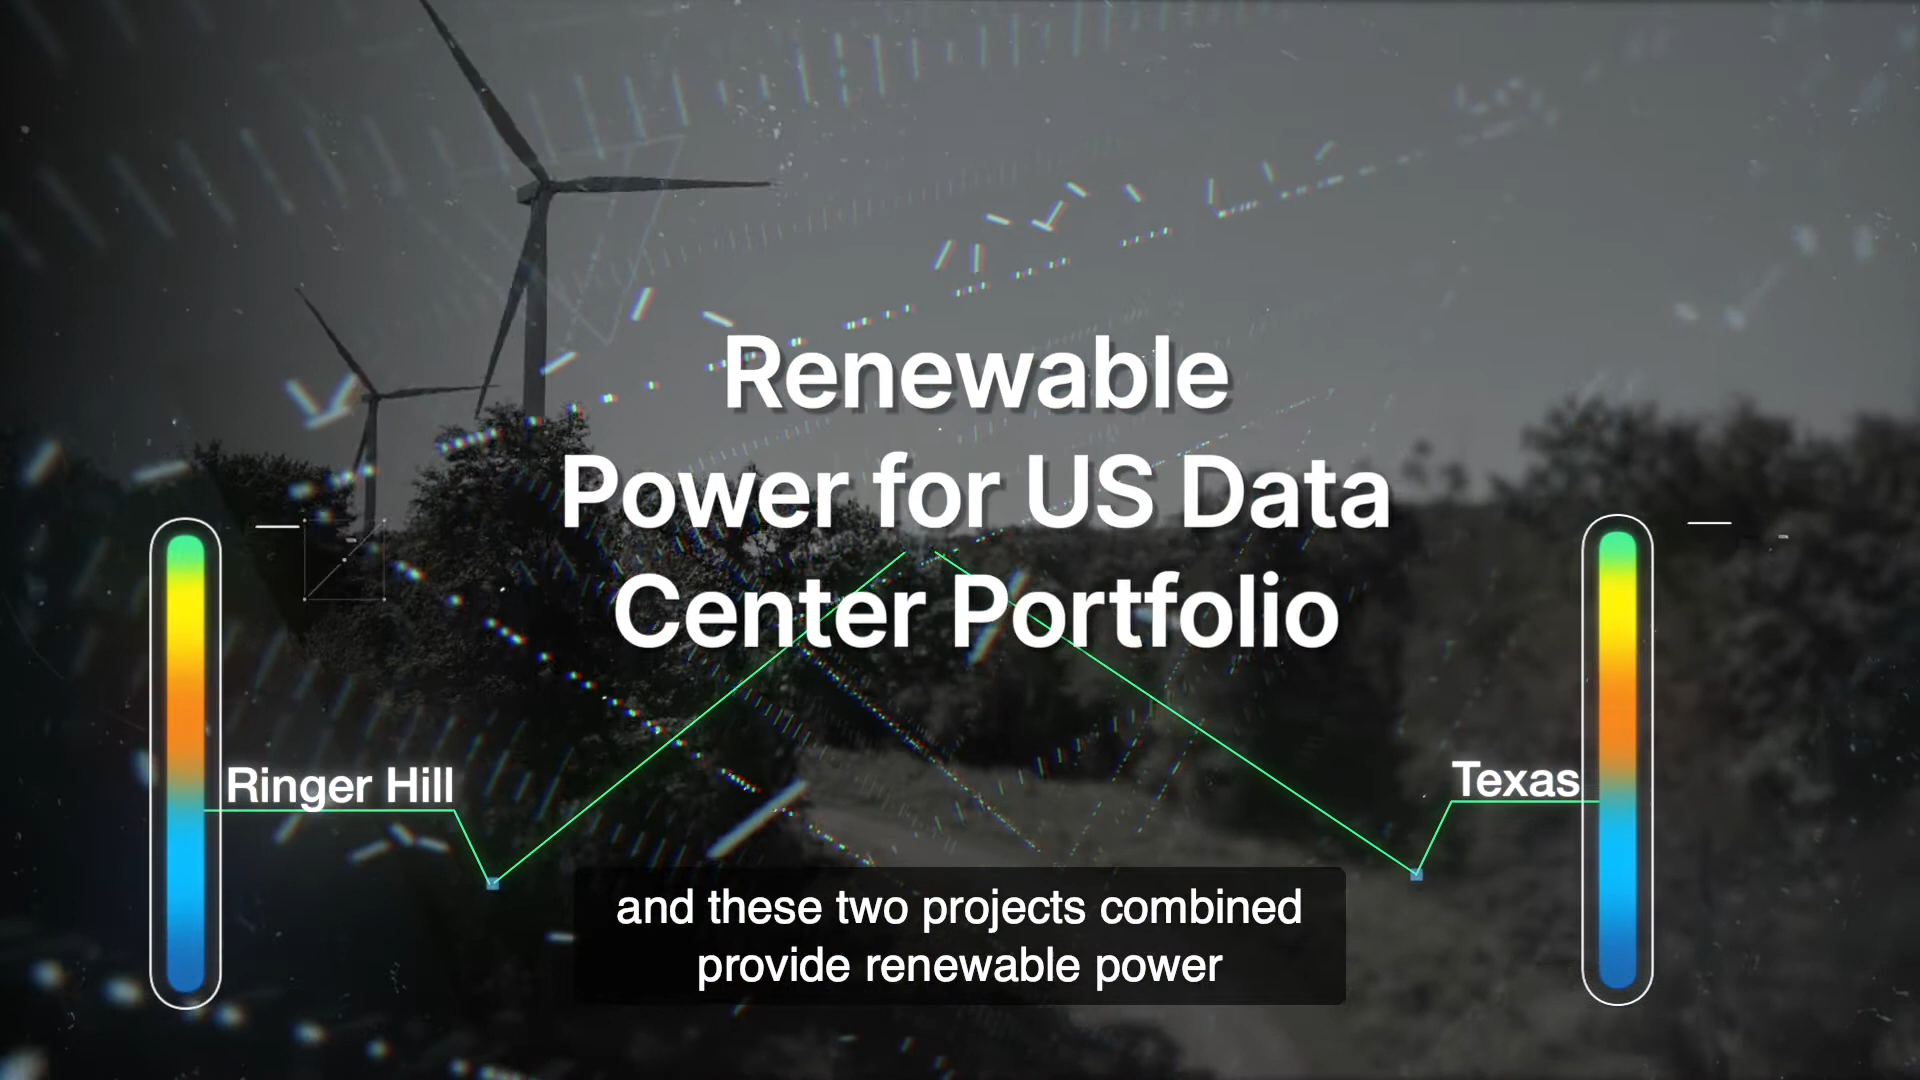 Renewable
Power for US Data
Center Portfolio
Ringer Hill
Texas
and these two projects combined
provide renewable power